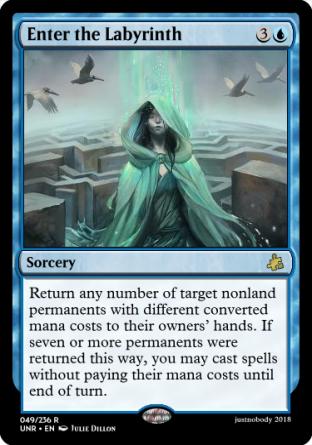 Enter the Labyrinth 3
Sorcery
Return any number of target nonland
permanents with different converted
mana costs to their owners' hands. If
seven or more permanents were
returned this way, you may cast spells
without paying their mana costs until
end of turn.
049/236 R
justnobody 2018
UNR • EN JULIE DILLON